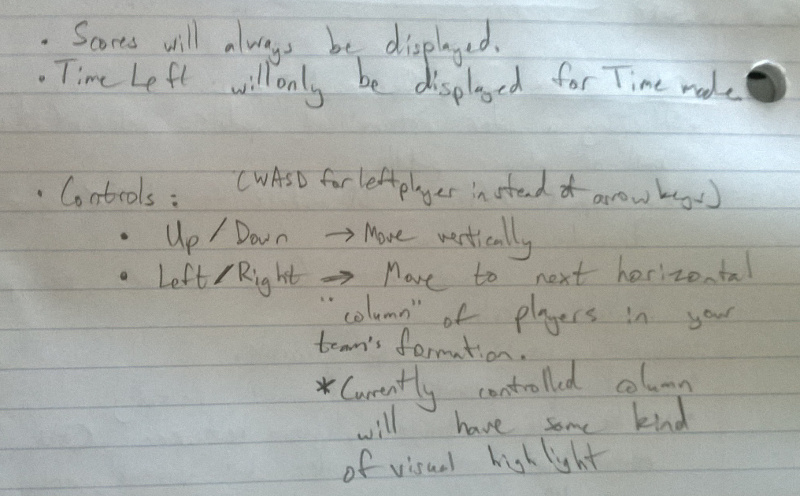 • Scores will always be displayed.
• Time Left will only be displayed for Time mode.
• Controls: (WASD for left player instead of arrow keys)
• Up/Down → Move vertically
• Left/Right → Move to next horizontal
"column" of players in your
team's formation.
*Currently controlled column
will have some kind
of visual highlight